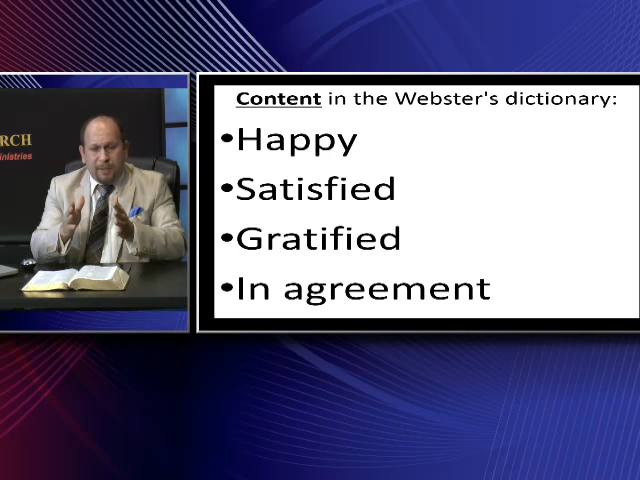 RCH
inistries
Content in the Webster's dictionary:
•Happy
•Satisfied
•Gratified
•In agreement